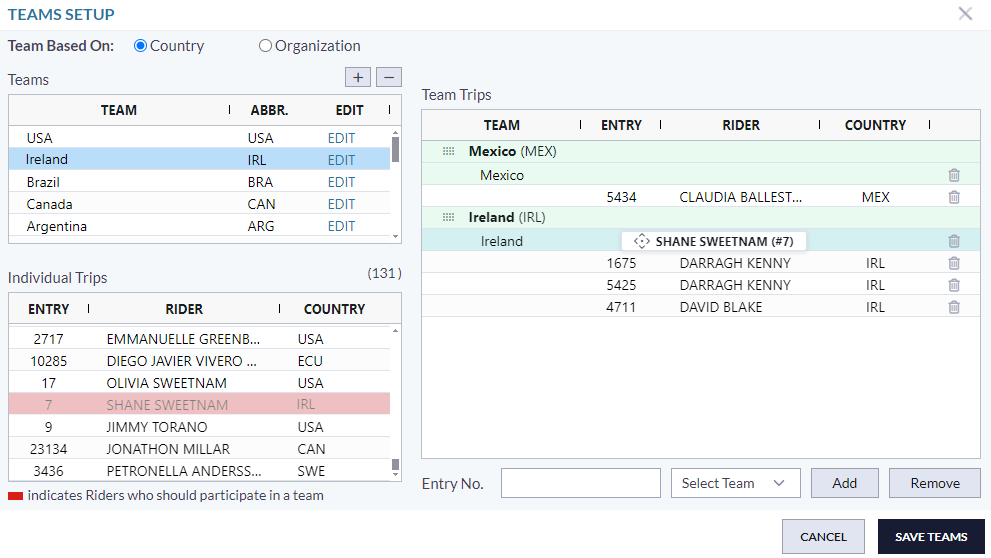 TEAMS SETUP
Team Based On: Country Organization
Teams + −
TEAM ABBR. EDIT
USA USA EDIT
Ireland IRL EDIT
Brazil BRA EDIT
Canada CAN EDIT
Argentina ARG EDIT
Individual Trips (131)
ENTRY RIDER COUNTRY
2717 EMMANUELLE GREENB... USA
10285 DIEGO JAVIER VIVERO ... ECU
17 OLIVIA SWEETNAM USA
7 SHANE SWEETNAM IRL
9 JIMMY TORANO USA
23134 JONATHON MILLAR CAN
3436 PETRONELLA ANDERSS... SWE
indicates Riders who should participate in a team
Team Trips
TEAM ENTRY RIDER COUNTRY
Mexico (MEX)
Mexico
5434 CLAUDIA BALLEST... MEX
Ireland (IRL)
Ireland SHANE SWEETNAM (#7)
1675 DARRAGH KENNY IRL
5425 DARRAGH KENNY IRL
4711 DAVID BLAKE IRL
Entry No. Select Team Add Remove
CANCEL SAVE TEAMS